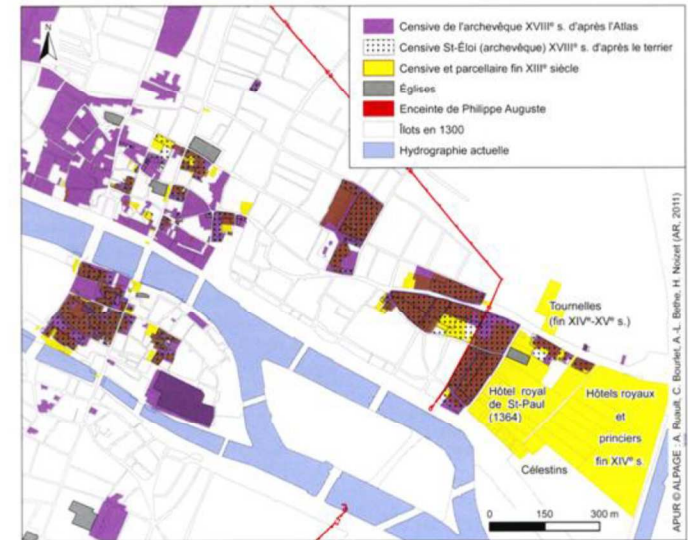 N
Censive de l'archevêque XVIIIe s. d'après l'Atlas
Censive St-Éloi (archevêque) XVIIIe s. d'après le terrier
Censive et parcellaire fin XIIIe siècle
Églises
Enceinte de Philippe Auguste
Îlots en 1300
Hydrographie actuelle
Tournelles
(fin XIVe-XVe s.)
Hôtel royal
de St-Paul
(1364)
Hôtels royaux
et
princiers
fin XIVe s.
Célestins
0 150 300 m
APUR © ALPAGE : A. Ruault, C. Bourlet, A.-L. Bethe, H. Noizet (AR, 2011)